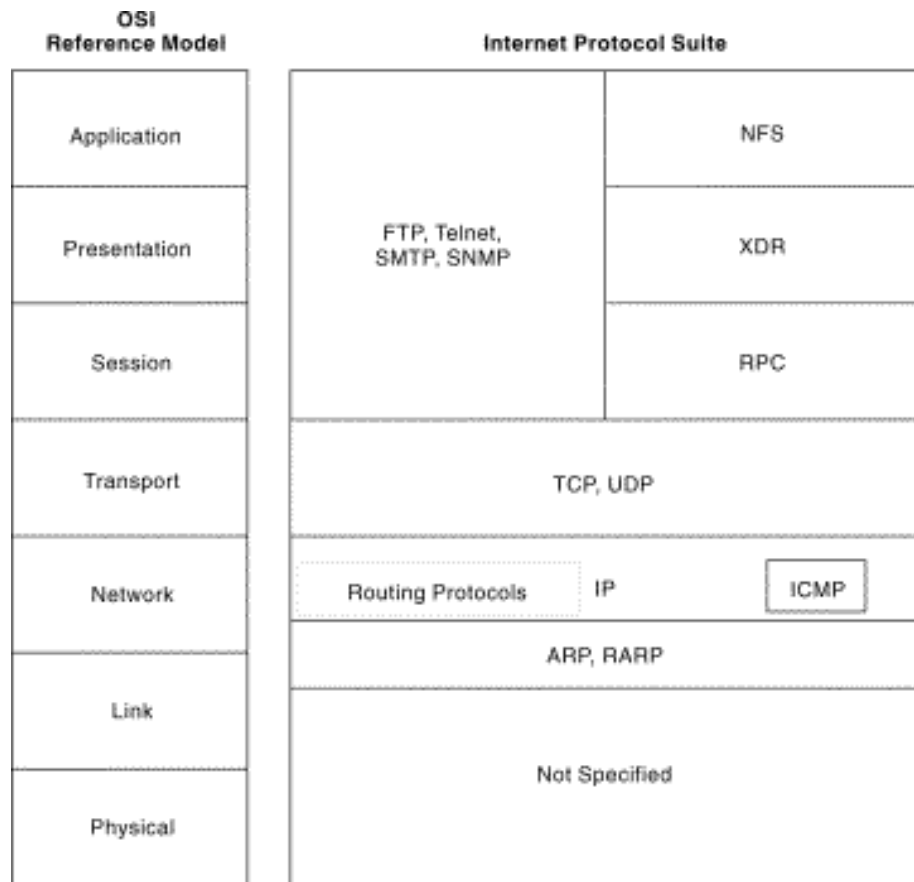 OSI
Reference Model
Internet Protocol Suite
Application
Presentation
Session
Transport
Network
Link
Physical
FTP, Telnet,
SMTP, SNMP
NFS
XDR
RPC
TCP, UDP
Routing Protocols
IP
ICMP
ARP, RARP
Not Specified